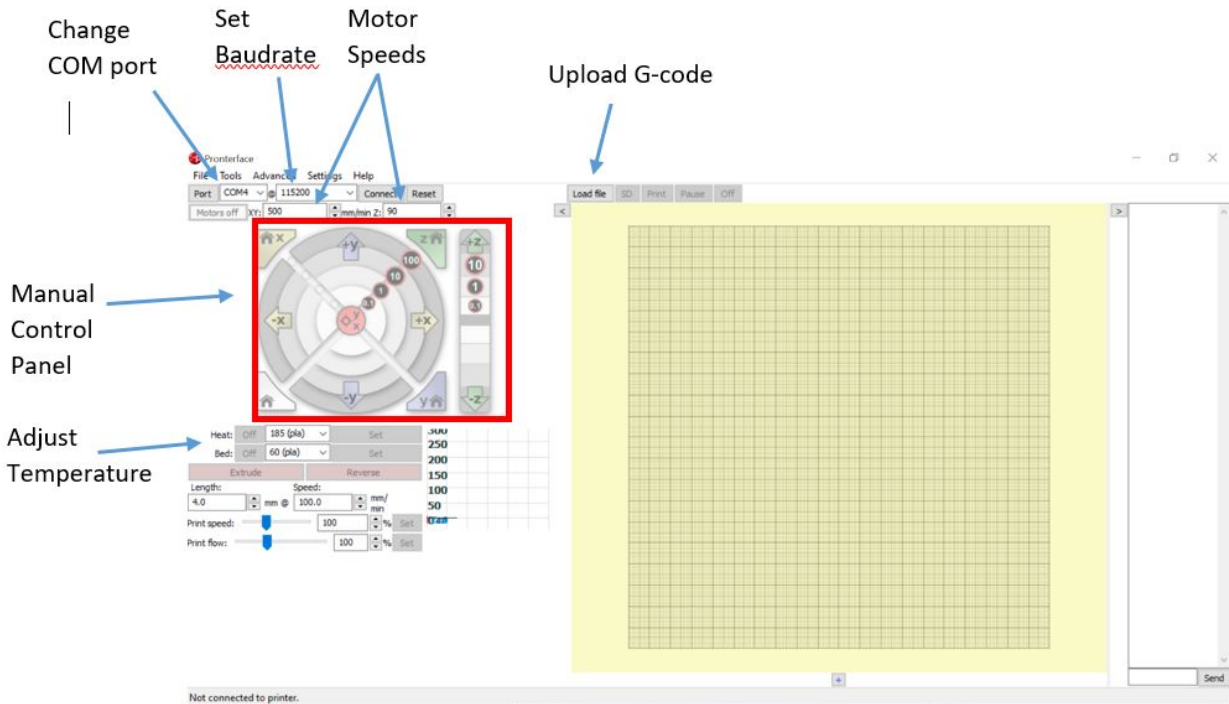 Change
COM port
Set
Baudrate
Motor
Speeds
Upload G-code
Pronterface
File Tools Advanced Settings Help
Port COM4 @ 115200 Connect Reset
Load file SD Print Pause Off
Motors off XY: 500 mm/min Z: 90
< >
x +y z +z
100 10
10 1
1 0.1
0.1
-x y x +x
-y y -z
Manual
Control
Panel
Adjust
Temperature
Heat: Off 185 (pla) Set
Bed: Off 60 (pla) Set
Extrude Reverse
Length: Speed:
4.0 mm @ 100.0 mm/
min
Print speed: 100 % Set
Print flow: 100 % Set
300
250
200
150
100
50
+
Send
Not connected to printer.